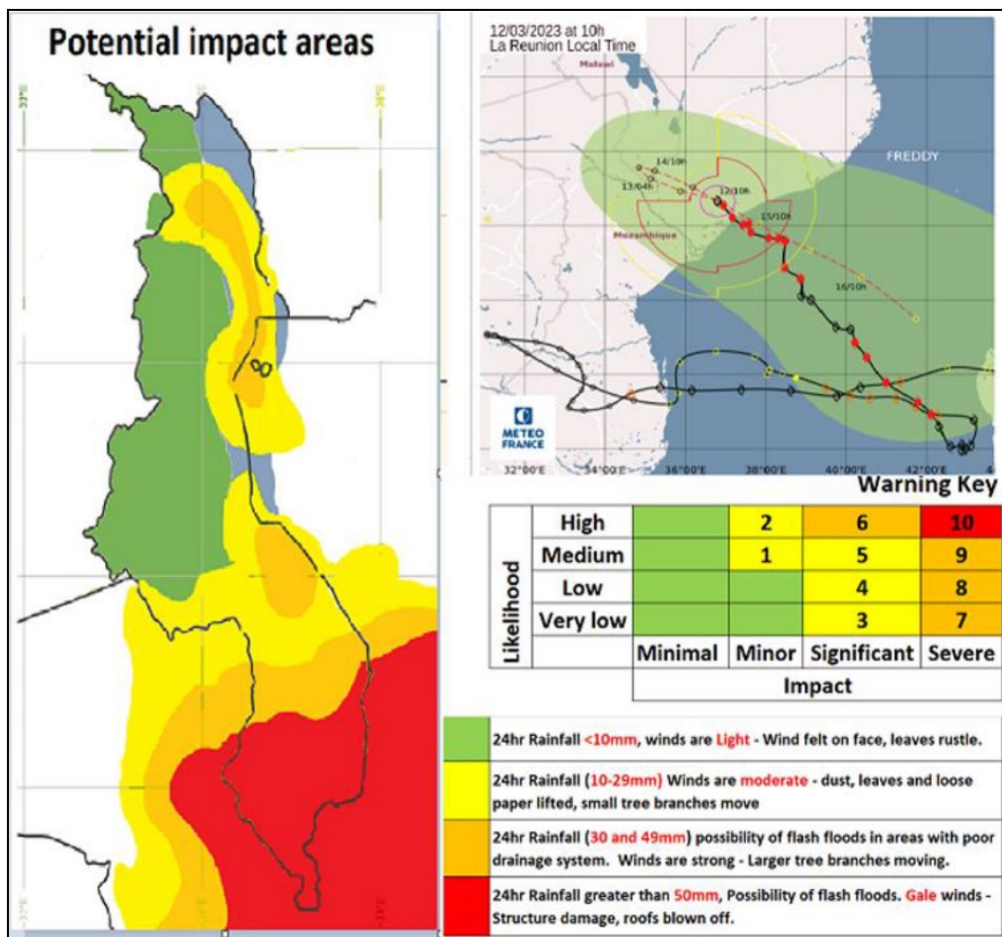 Potential impact areas
12/03/2023 at 10h
La Reunion Local Time
Malawi
FREDDY
14/10h
13/04h
12/10h
15/10h
Mozambique
16/10h
METEO
FRANCE
32°00'E 34°00'E 36°00'E 38°00'E 40°00'E 42°00'E
Warning Key
Likelihood
High 2 6 10
Medium 1 5 9
Low 4 8
Very low 3 7
Minimal Minor Significant Severe
Impact
24hr Rainfall <10mm, winds are Light - Wind felt on face, leaves rustle.
24hr Rainfall (10-29mm) Winds are moderate - dust, leaves and loose
paper lifted, small tree branches move
24hr Rainfall (30 and 49mm) possibility of flash floods in areas with poor
drainage system. Winds are strong - Larger tree branches moving.
24hr Rainfall greater than 50mm, Possibility of flash floods. Gale winds -
Structure damage, roofs blown off.